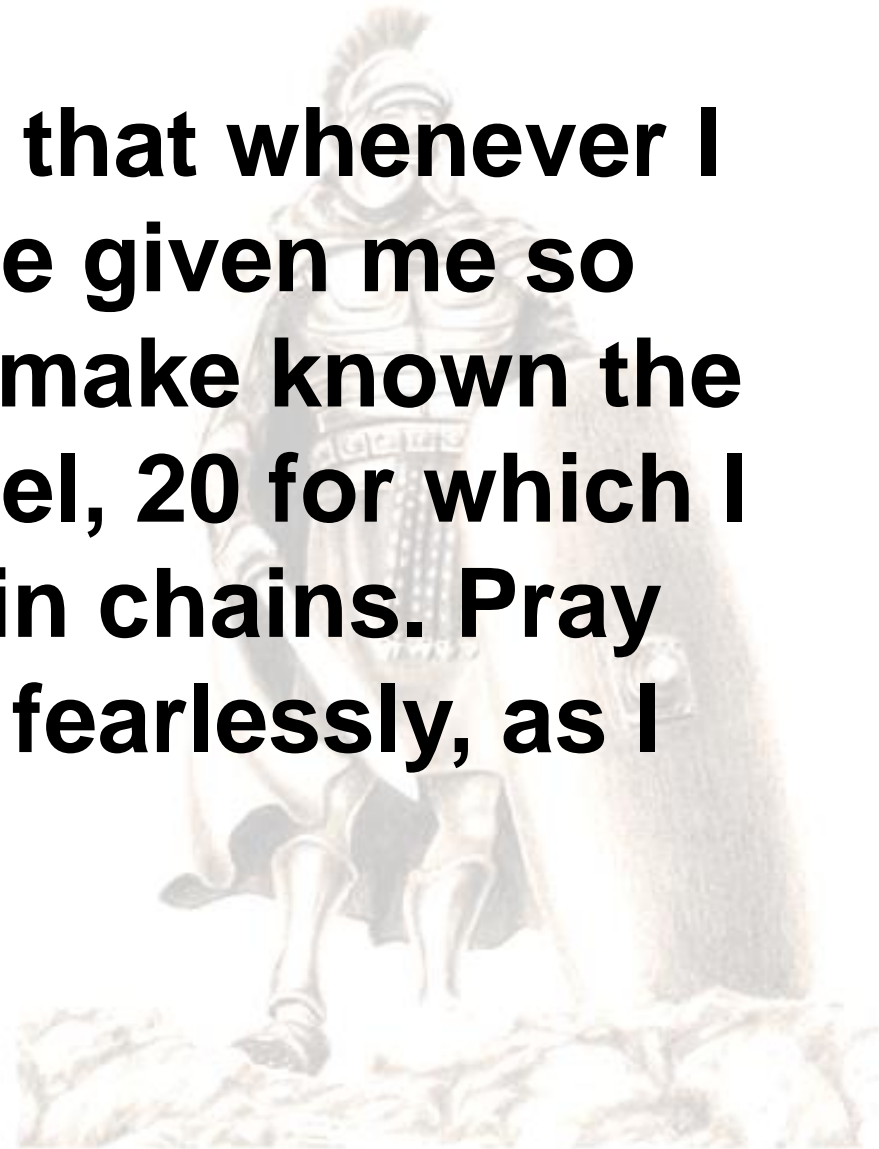 that whenever I
e given me so
make known the
el, 20 for which I
in chains. Pray
fearlessly, as I